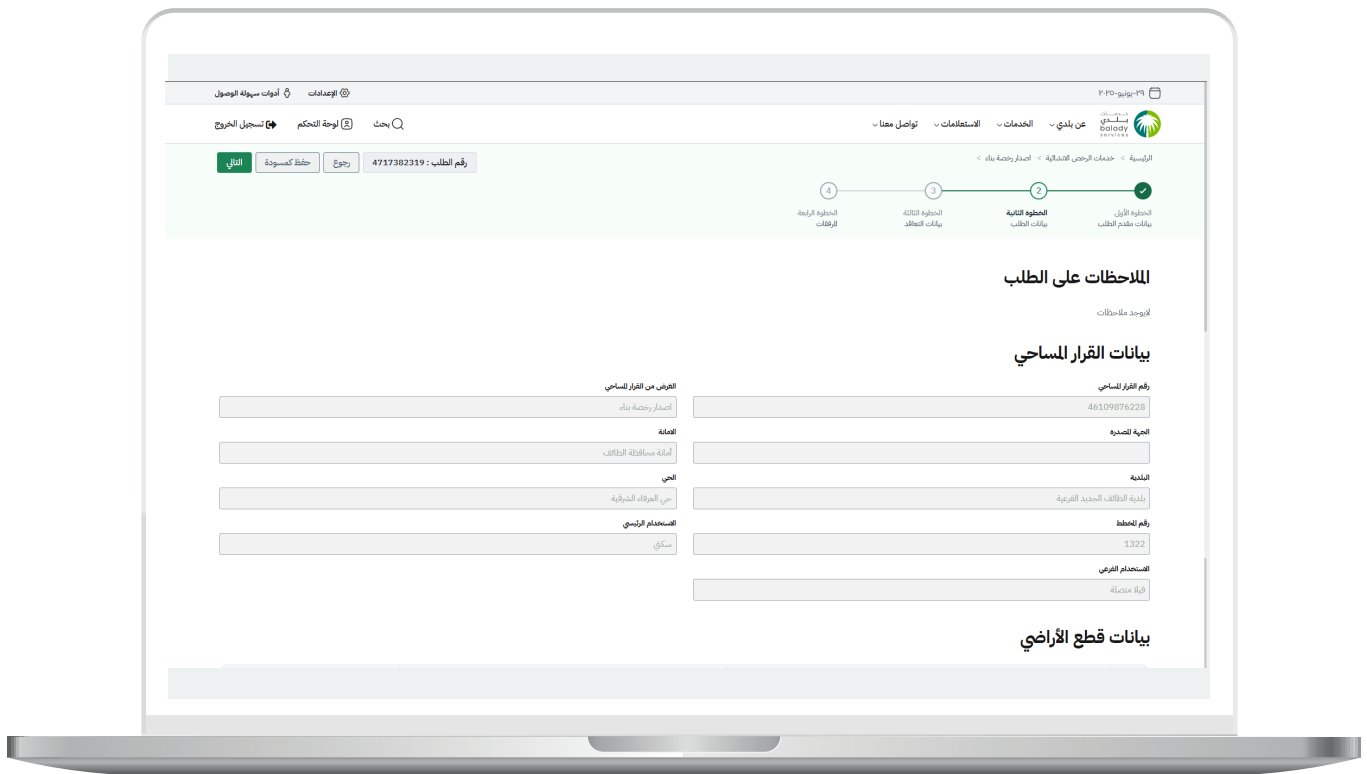 ٢٩-يونيو-٢٠٢٥
الإعدادات أدوات سهولة الوصول
خدمات
بلدي
balady
services
عن بلدي الخدمات الاستعلامات تواصل معنا
بحث لوحة التحكم تسجيل الخروج
الرئيسية > خدمات الرخص الانشائية > اصدار رخصة بناء >
رقم الطلب : 4717382319 رجوع حفظ كمسودة التالي
2 3 4
الخطوة الأولى الخطوة الثانية الخطوة الثالثة الخطوة الرابعة
بيانات مقدم الطلب بيانات الطلب بيانات التعاقد المرفقات
الملاحظات على الطلب
لايوجد ملاحظات
بيانات القرار المساحي
رقم القرار المساحي الغرض من القرار المساحي
46109876228 اصدار رخصة بناء
الجهة المصدره الامانة
أمانة محافظة الطائف
البلدية الحي
بلدية الطائف الجديد الفرعية حي العرفاء الشرقية
رقم المخطط الاستخدام الرئيسي
1322 سكني
الاستخدام الفرعي
فيلا متصلة
بيانات قطع الأراضي